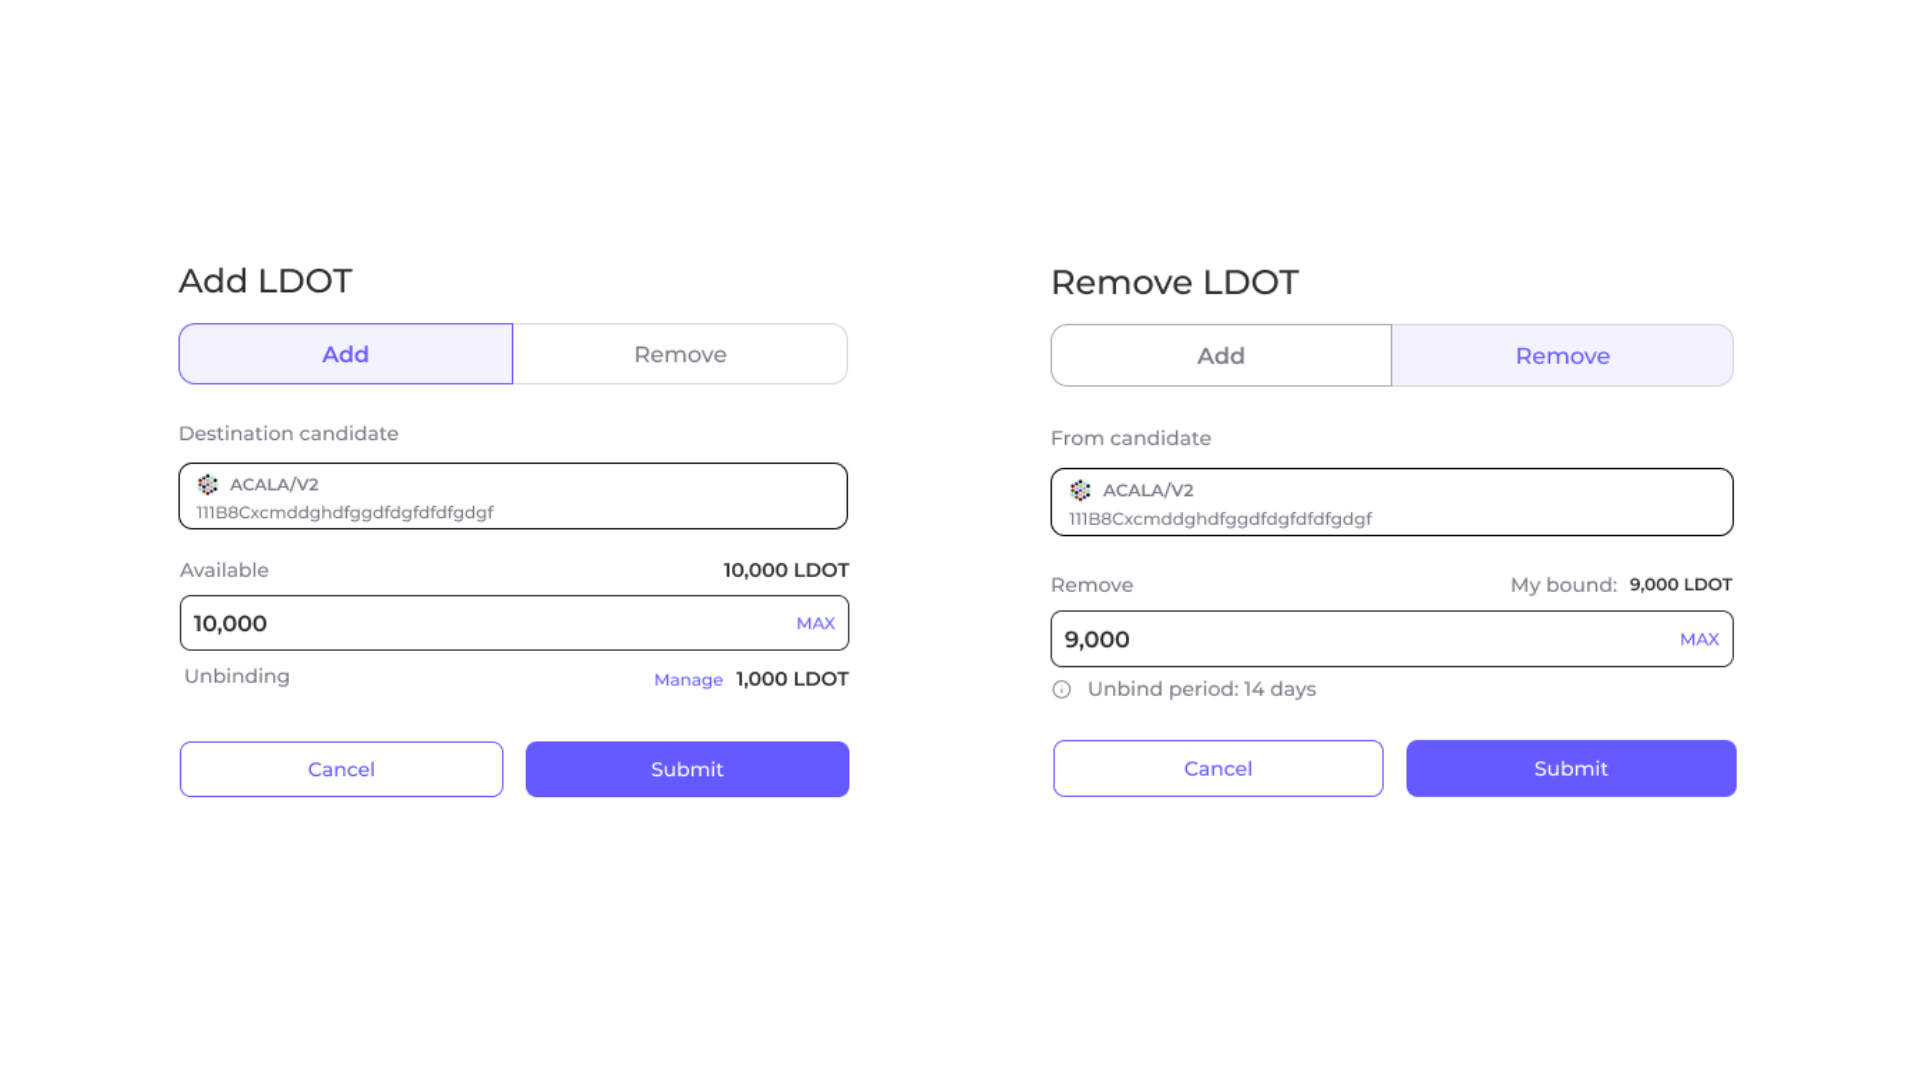 Add LDOT
Add Remove
Destination candidate
ACALA/V2
111B8Cxcmddghdfggdfdgfdfdfgdgf
Available 10,000 LDOT
10,000 MAX
Unbinding Manage 1,000 LDOT
Cancel Submit
Remove LDOT
Add Remove
From candidate
ACALA/V2
111B8Cxcmddghdfggdfdgfdfdfgdgf
Remove My bound: 9,000 LDOT
9,000 MAX
Unbind period: 14 days
Cancel Submit